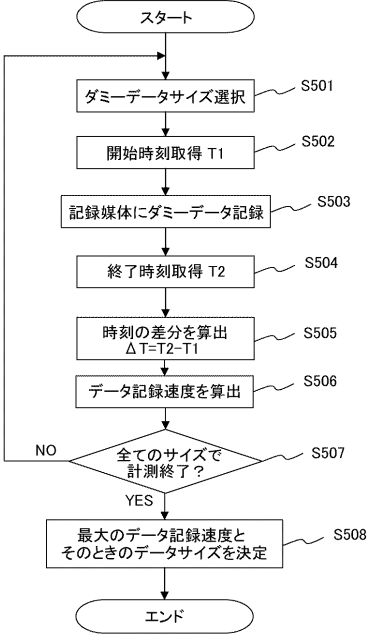 スタート
ダミーデータサイズ選択
S501
開始時刻取得 T1
S502
記録媒体にダミーデータ記録
S503
終了時刻取得 T2
S504
時刻の差分を算出
ΔT=T2-T1
S505
データ記録速度を算出
S506
全てのサイズで
計測終了？
S507
NO
YES
最大のデータ記録速度と
そのときのデータサイズを決定
S508
エンド